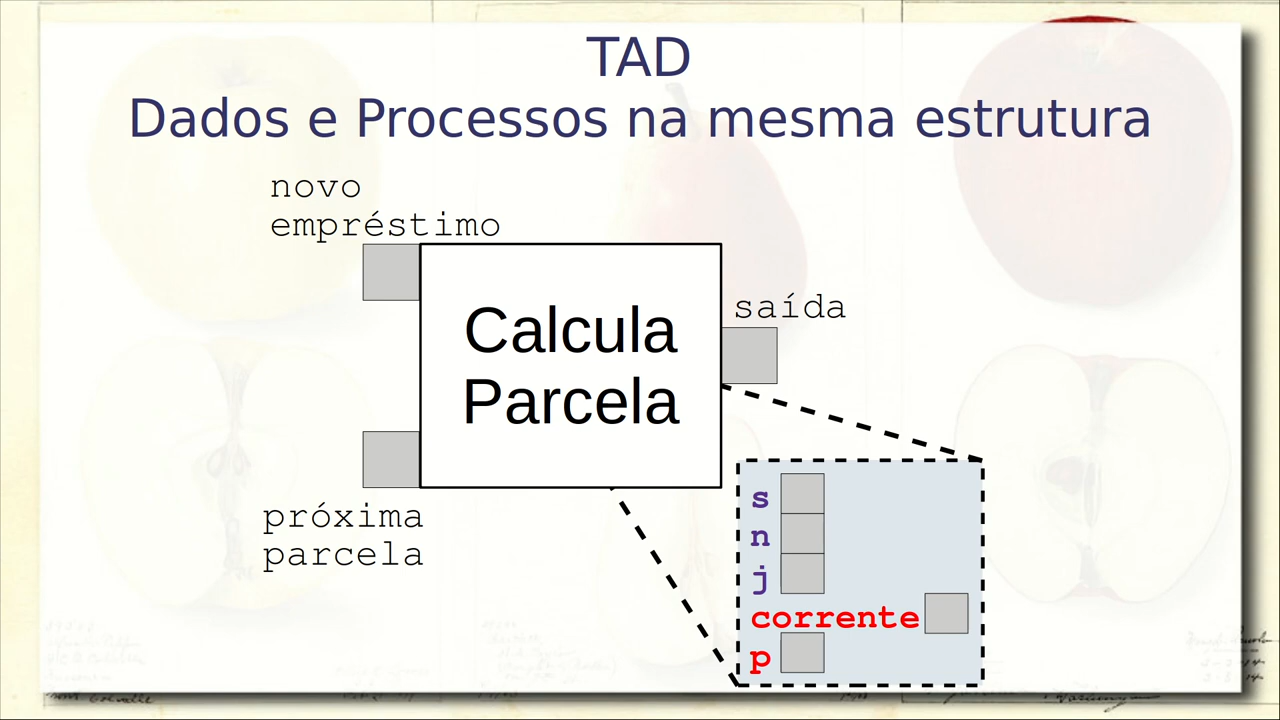 TAD
Dados e Processos na mesma estrutura
novo
empréstimo
Calcula
Parcela
saída
próxima
parcela
s
n
j
corrente
p